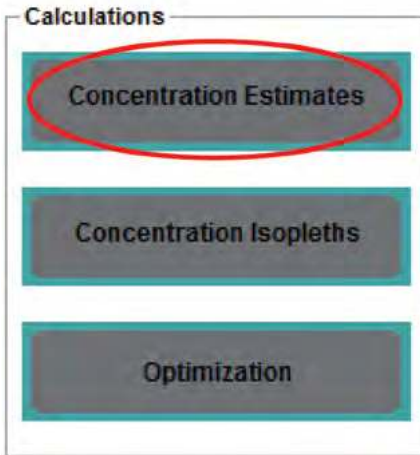 Calculations
Concentration Estimates
Concentration Isopleths
Optimization